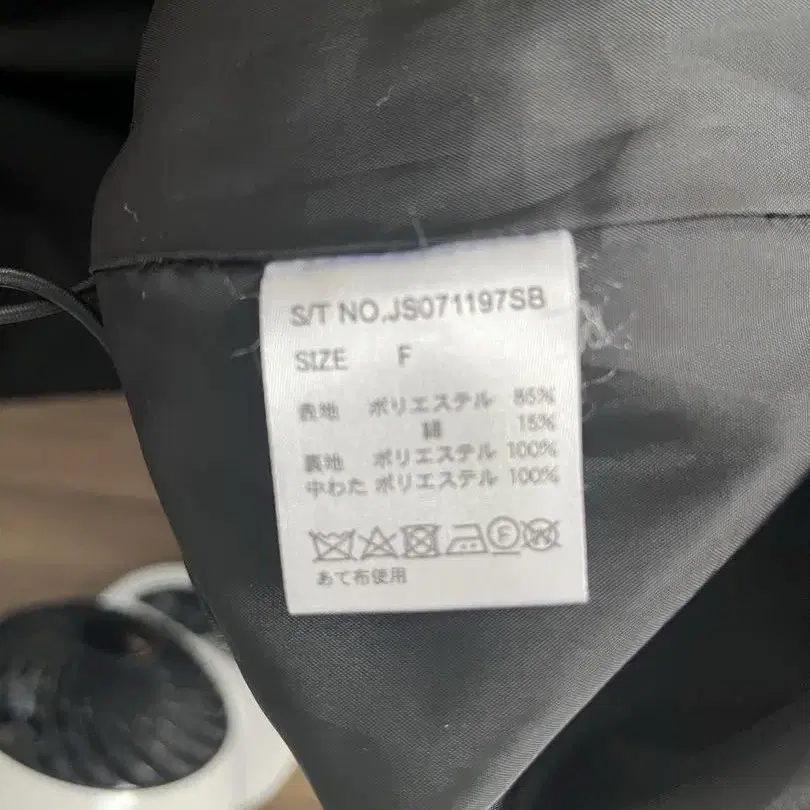 S/T NO.JS071197SB
SIZE F
表地 ポリエステル 85%
綿 15%
裏地 ポリエステル 100%
中わた ポリエステル 100%
F W
あて布使用